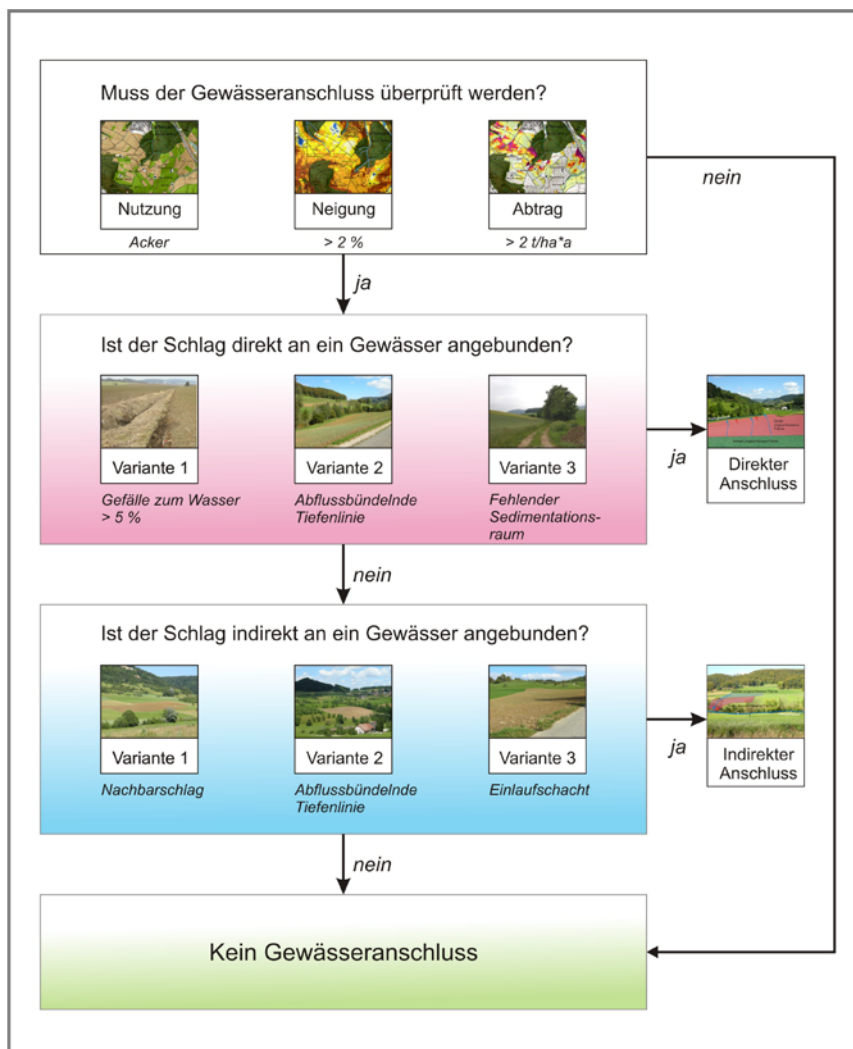 Muss der Gewässeranschluss überprüft werden?
nein
Nutzung
Neigung
Abtrag
Acker
> 2 %
> 2 t/ha*a
ja
Ist der Schlag direkt an ein Gewässer angebunden?
Variante 1
Variante 2
Variante 3
Gefälle zum Wasser
> 5 %
Abflussbündelnde
Tiefenlinie
Fehlender
Sedimentations-
raum
ja
Direkter
Anschluss
nein
Ist der Schlag indirekt an ein Gewässer angebunden?
Variante 1
Variante 2
Variante 3
Nachbarschlag
Abflussbündelnde
Tiefenlinie
Einlaufschacht
ja
Indirekter
Anschluss
nein
Kein Gewässeranschluss